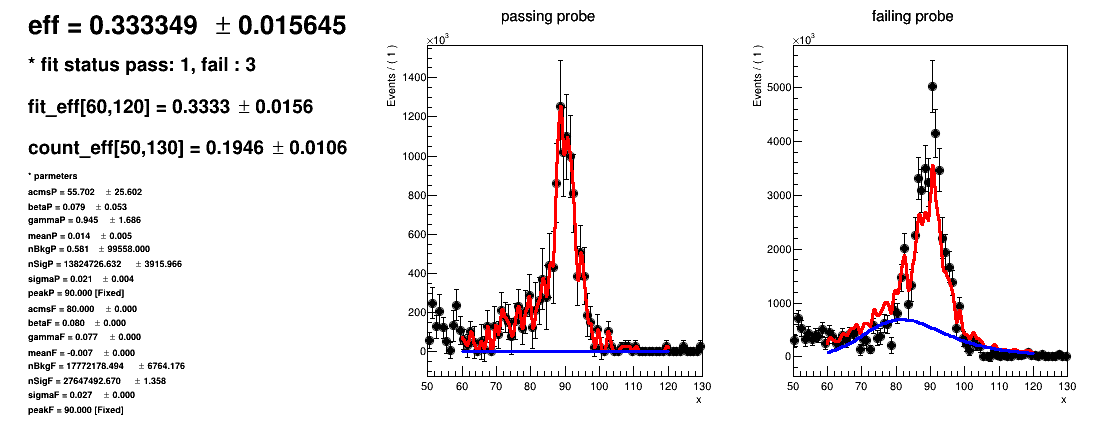 eff = 0.333349 ± 0.015645
* fit status pass: 1, fail : 3
fit_eff[60,120] = 0.3333 ± 0.0156
count_eff[50,130] = 0.1946 ± 0.0106
* parmeters
acmsP = 55.702 ± 25.602
betaP = 0.079 ± 0.053
gammaP = 0.945 ± 1.686
meanP = 0.014 ± 0.005
nBkgP = 0.581 ± 99558.000
nSigP = 13824726.632 ± 3915.966
sigmaP = 0.021 ± 0.004
peakP = 90.000 [Fixed]
acmsF = 80.000 ± 0.000
betaF = 0.080 ± 0.000
gammaF = 0.077 ± 0.000
meanF = -0.007 ± 0.000
nBkgF = 17772178.494 ± 6764.176
nSigF = 27647492.670 ± 1.358
sigmaF = 0.027 ± 0.000
peakF = 90.000 [Fixed]
passing probe
×10³
Events / ( 1 )
1400
1200
1000
800
600
400
200
0
50 60 70 80 90 100 110 120 130
x
failing probe
×10³
Events / ( 1 )
5000
4000
3000
2000
1000
0
50 60 70 80 90 100 110 120 130
x